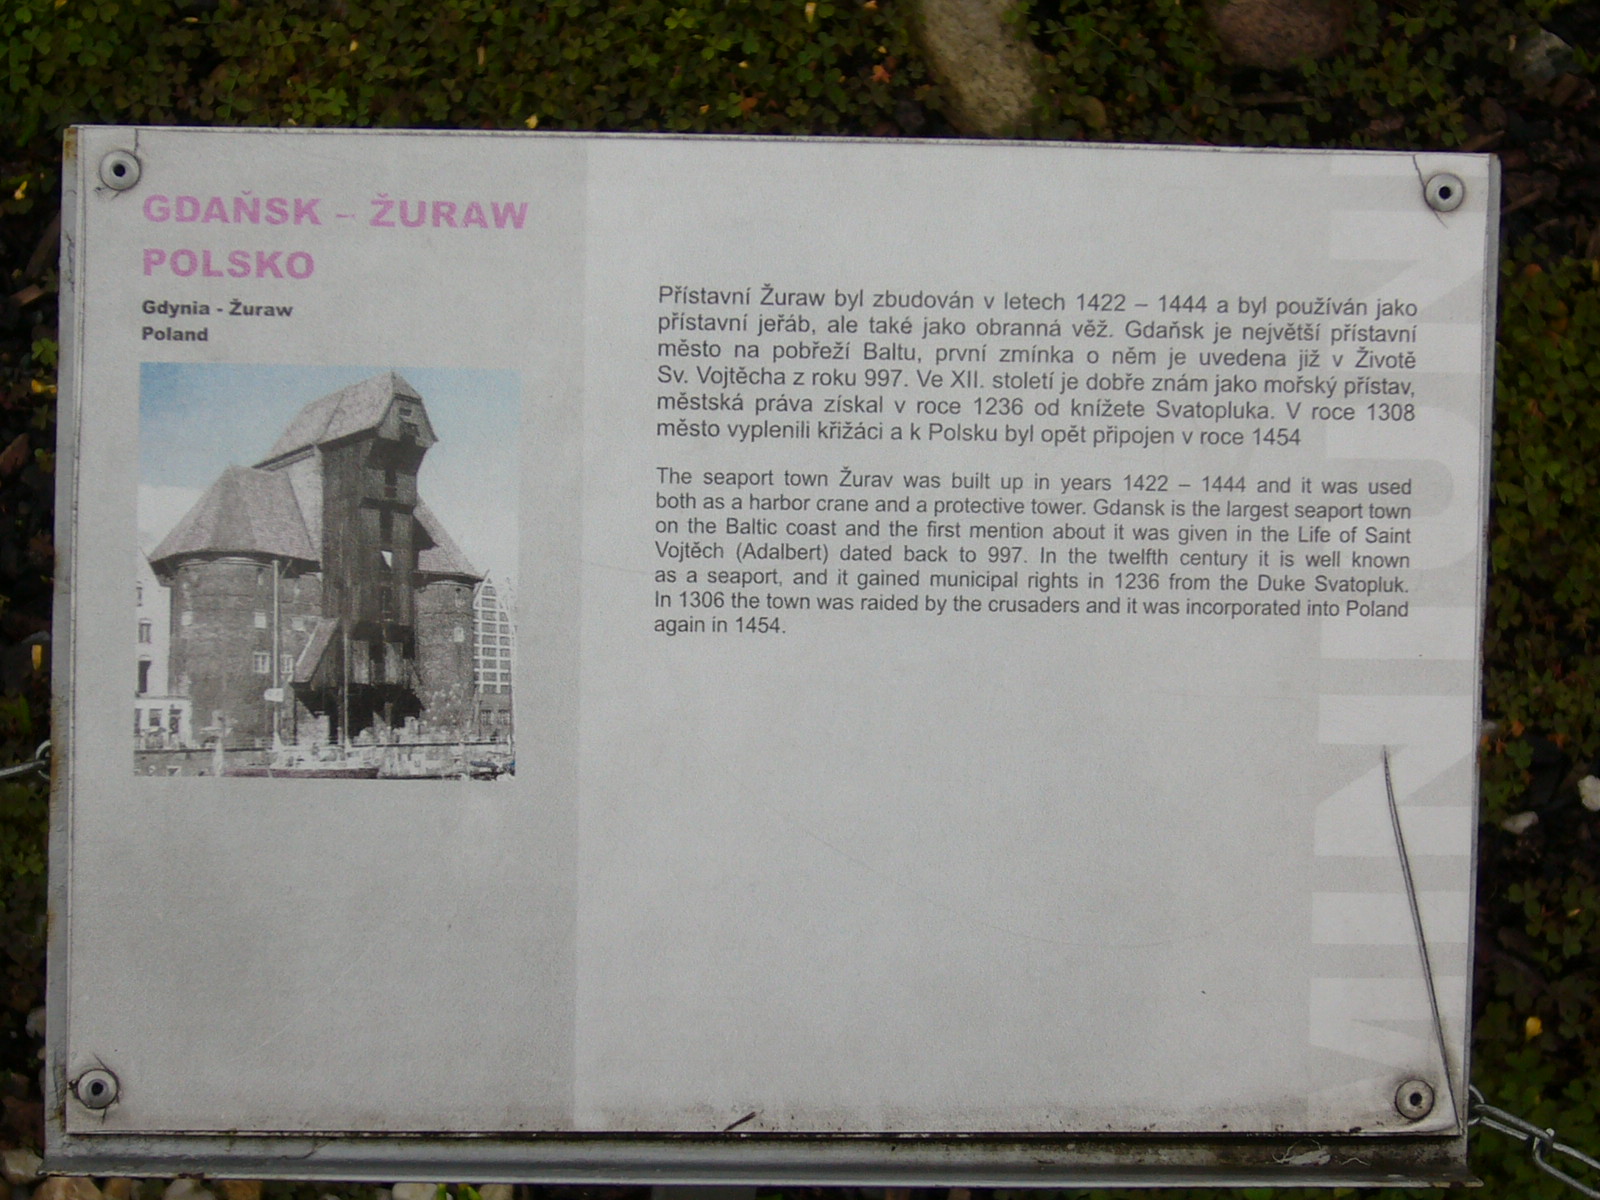 GDAŇSK – ŽURAW
POLSKO
Gdynia - Žuraw
Poland
Přístavní Žuraw byl zbudován v letech 1422 – 1444 a byl používán jako
přístavní jeřáb, ale také jako obranná věž. Gdaňsk je největší přístavní
město na pobřeží Baltu, první zmínka o něm je uvedena již v Životě
Sv. Vojtěcha z roku 997. Ve XII. století je dobře znám jako mořský přístav,
městská práva získal v roce 1236 od knížete Svatopluka. V roce 1308
město vyplenili křižáci a k Polsku byl opět připojen v roce 1454
The seaport town Žurav was built up in years 1422 – 1444 and it was used
both as a harbor crane and a protective tower. Gdansk is the largest seaport town
on the Baltic coast and the first mention about it was given in the Life of Saint
Vojtěch (Adalbert) dated back to 997. In the twelfth century it is well known
as a seaport, and it gained municipal rights in 1236 from the Duke Svatopluk.
In 1306 the town was raided by the crusaders and it was incorporated into Poland
again in 1454.
MINIUNI